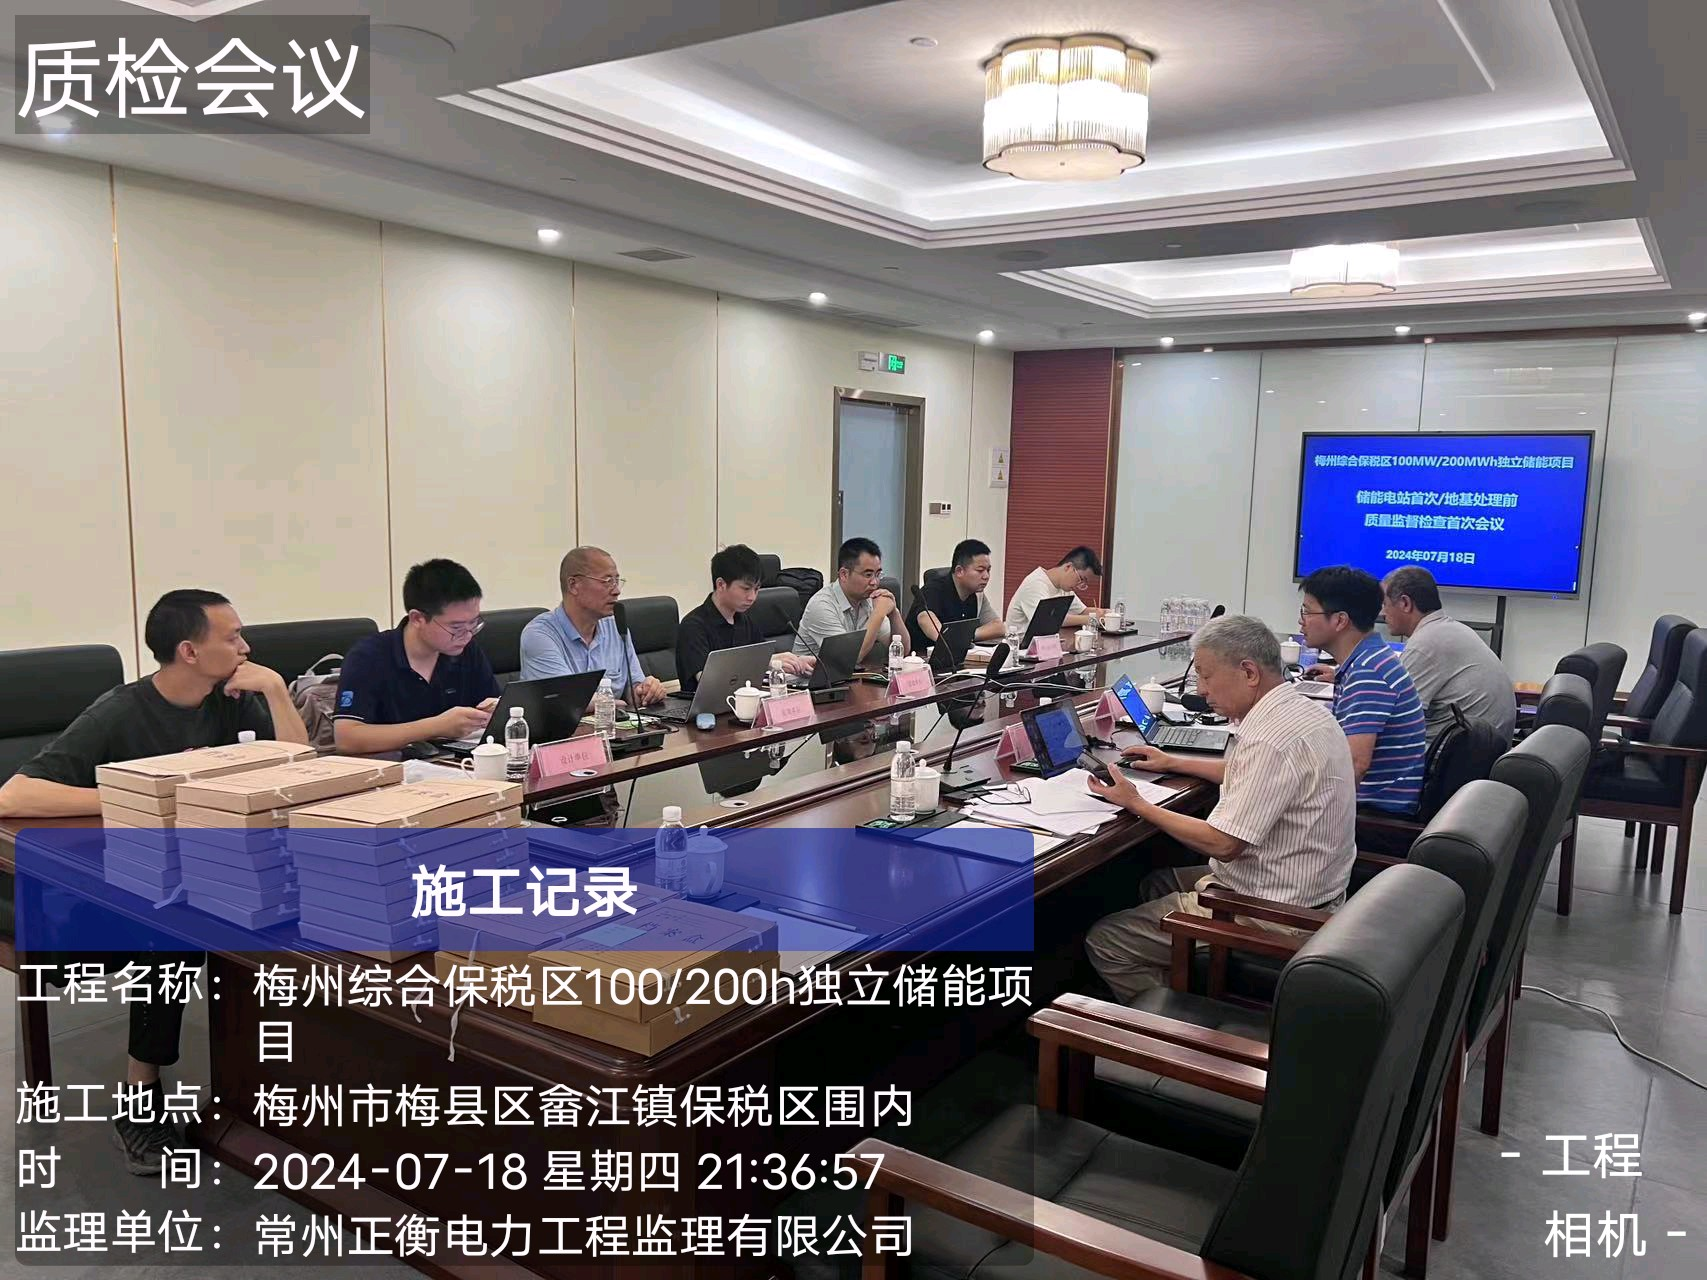 质检会议
梅州综合保税区100MW/200MWh独立储能项目
储能电站首次/地基处理前
质量监督检查首次会议
2024年07月18日
设计单位
施工记录
工程名称：梅州综合保税区100/200h独立储能项
目
施工地点：梅州市梅县区畲江镇保税区围内
时 间：2024-07-18 星期四 21:36:57
监理单位：常州正衡电力工程监理有限公司
- 工程
相机 -